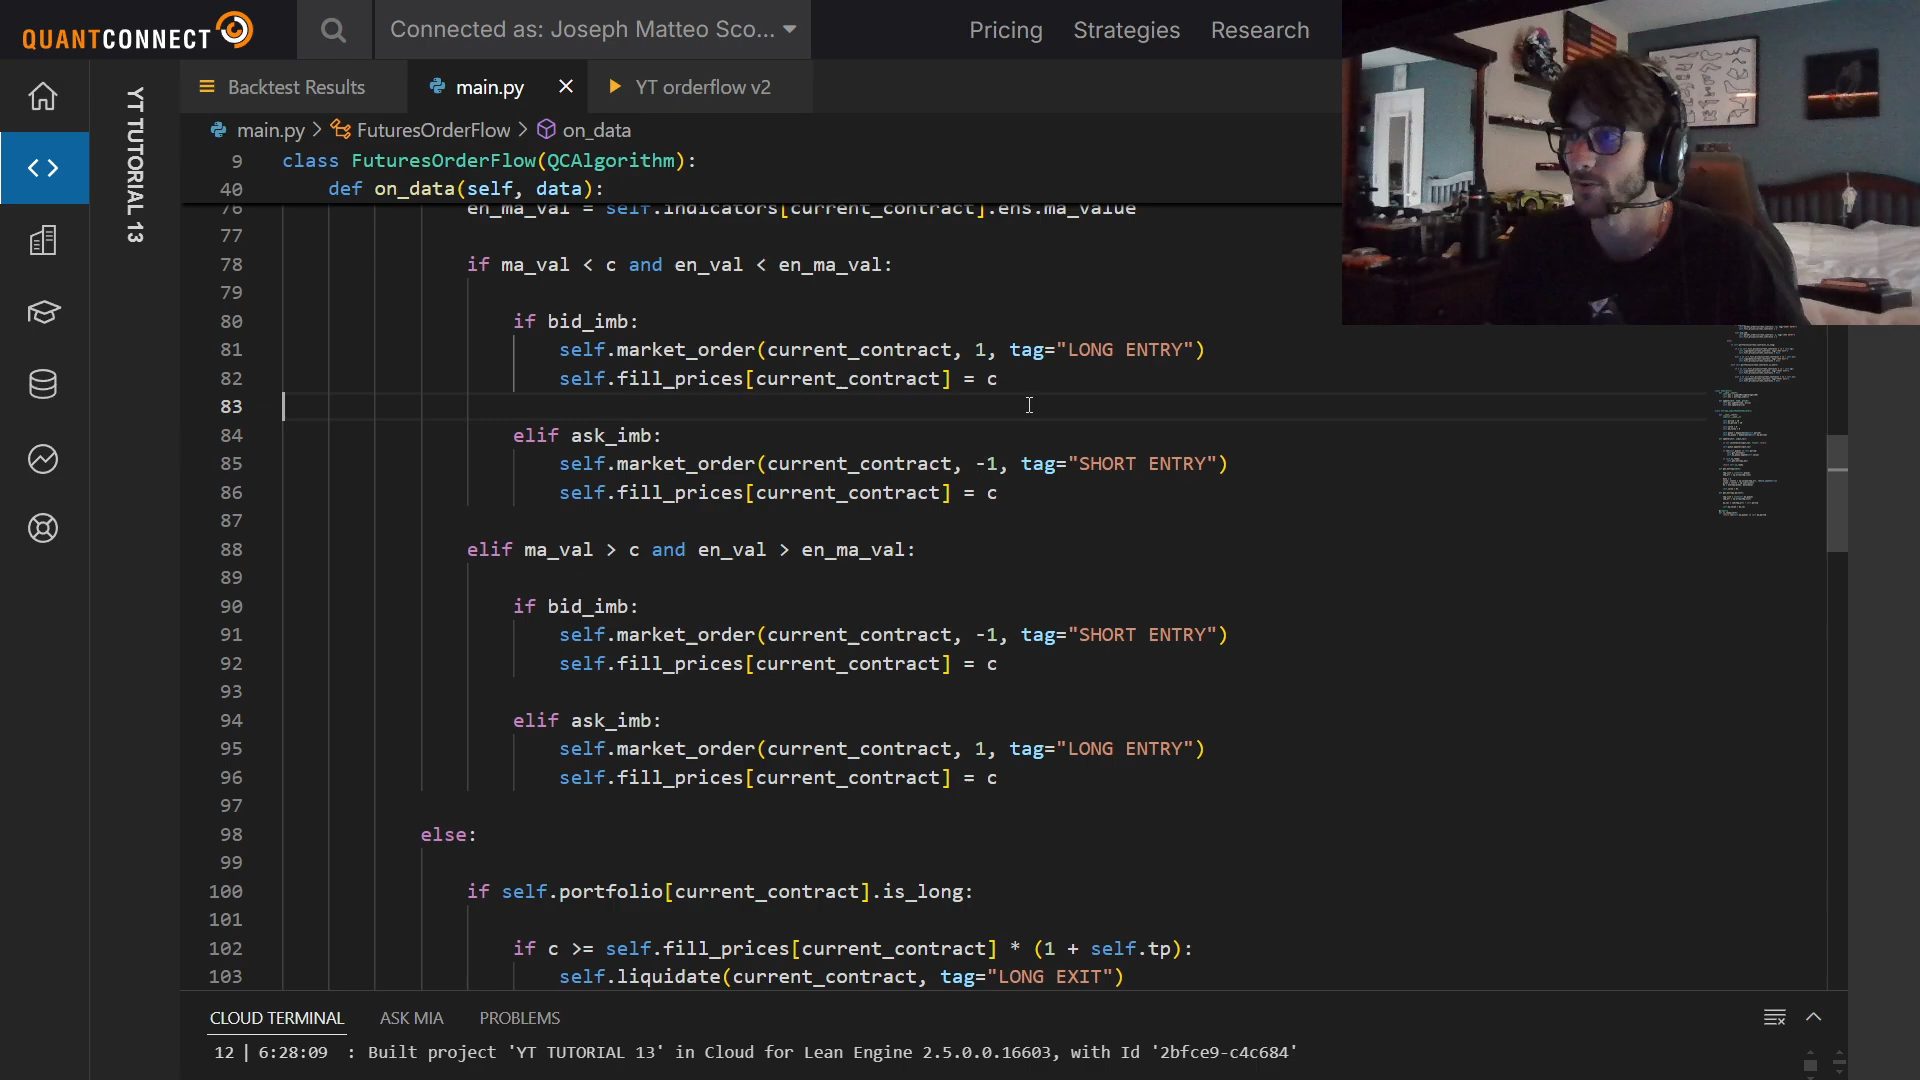 QUANTCONNECT
Connected as: Joseph Matteo Sco...
Pricing
Strategies
Research
YT TUTORIAL 13
Backtest Results
main.py
YT orderflow v2
main.py > FuturesOrderFlow > on_data
9 class FuturesOrderFlow(QCAlgorithm):
40 def on_data(self, data):
76 en_ma_val = self.indicators[current_contract].ens.ma_value
77
78 if ma_val < c and en_val < en_ma_val:
79
80 if bid_imb:
81 self.market_order(current_contract, 1, tag="LONG ENTRY")
82 self.fill_prices[current_contract] = c
83
84 elif ask_imb:
85 self.market_order(current_contract, -1, tag="SHORT ENTRY")
86 self.fill_prices[current_contract] = c
87
88 elif ma_val > c and en_val > en_ma_val:
89
90 if bid_imb:
91 self.market_order(current_contract, -1, tag="SHORT ENTRY")
92 self.fill_prices[current_contract] = c
93
94 elif ask_imb:
95 self.market_order(current_contract, 1, tag="LONG ENTRY")
96 self.fill_prices[current_contract] = c
97
98 else:
99
100 if self.portfolio[current_contract].is_long:
101
102 if c >= self.fill_prices[current_contract] * (1 + self.tp):
103 self.liquidate(current_contract, tag="LONG EXIT")
CLOUD TERMINAL
ASK MIA
PROBLEMS
12 | 6:28:09 : Built project 'YT TUTORIAL 13' in Cloud for Lean Engine 2.5.0.0.16603, with Id '2bfce9-c4c684'